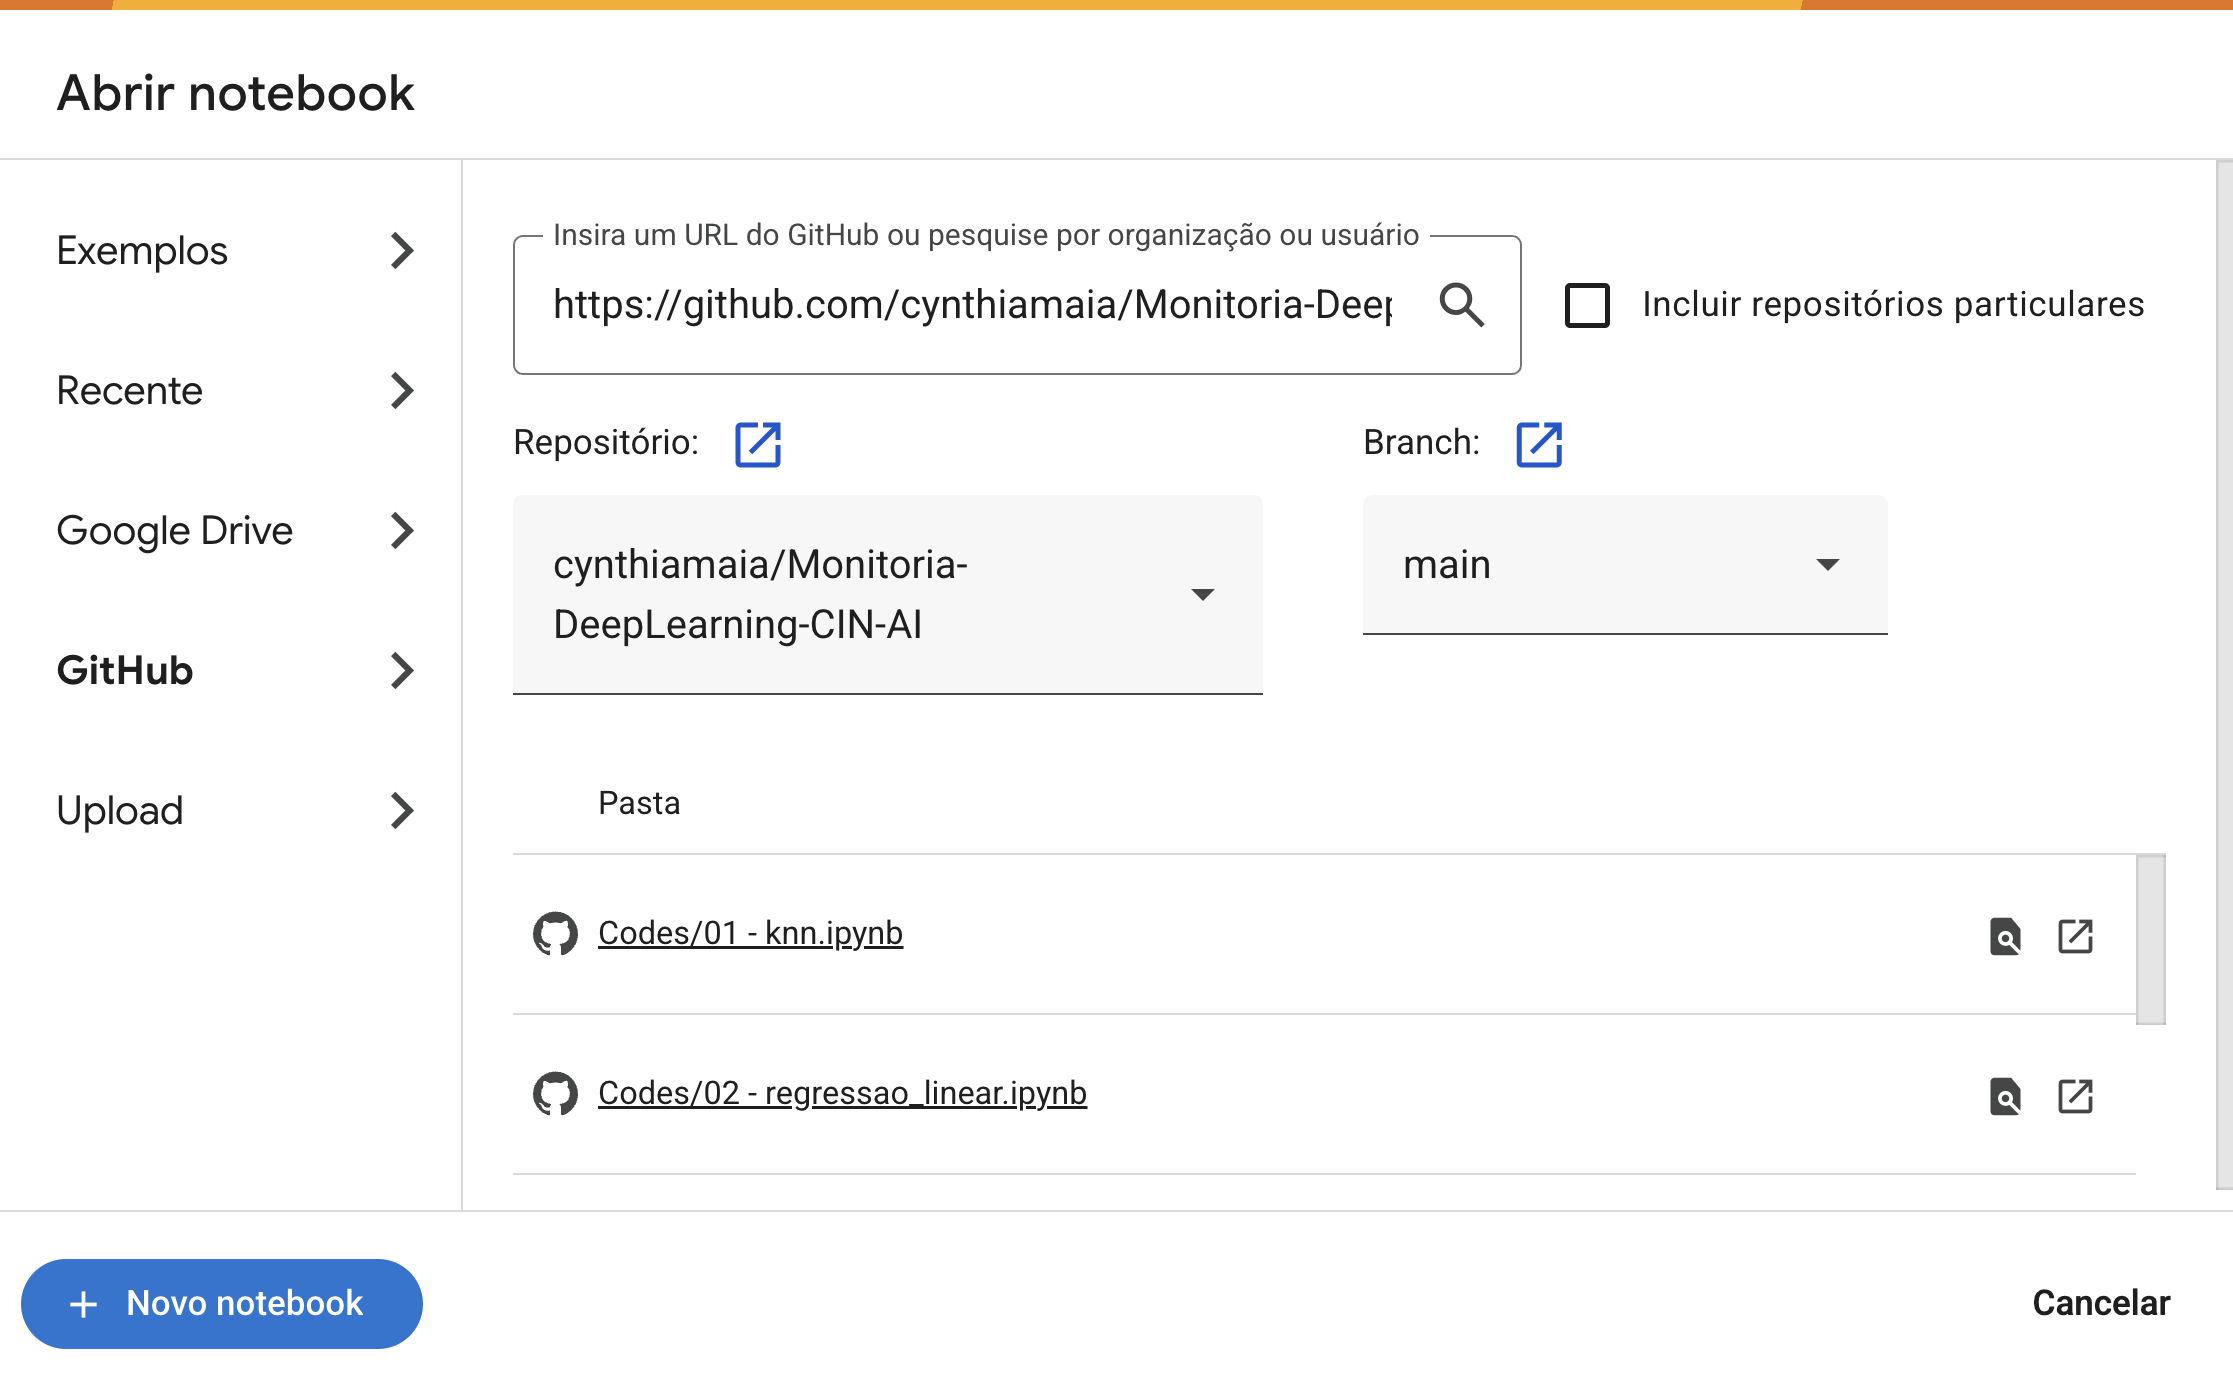 Abrir notebook
Exemplos
Recente
Google Drive
GitHub
Upload
Insira um URL do GitHub ou pesquise por organização ou usuário
https://github.com/cynthiamaia/Monitoria-Deep
Incluir repositórios particulares
Repositório:
Branch:
cynthiamaia/Monitoria-
DeepLearning-CIN-AI
main
Pasta
Codes/01 - knn.ipynb
Codes/02 - regressao_linear.ipynb
+ Novo notebook
Cancelar